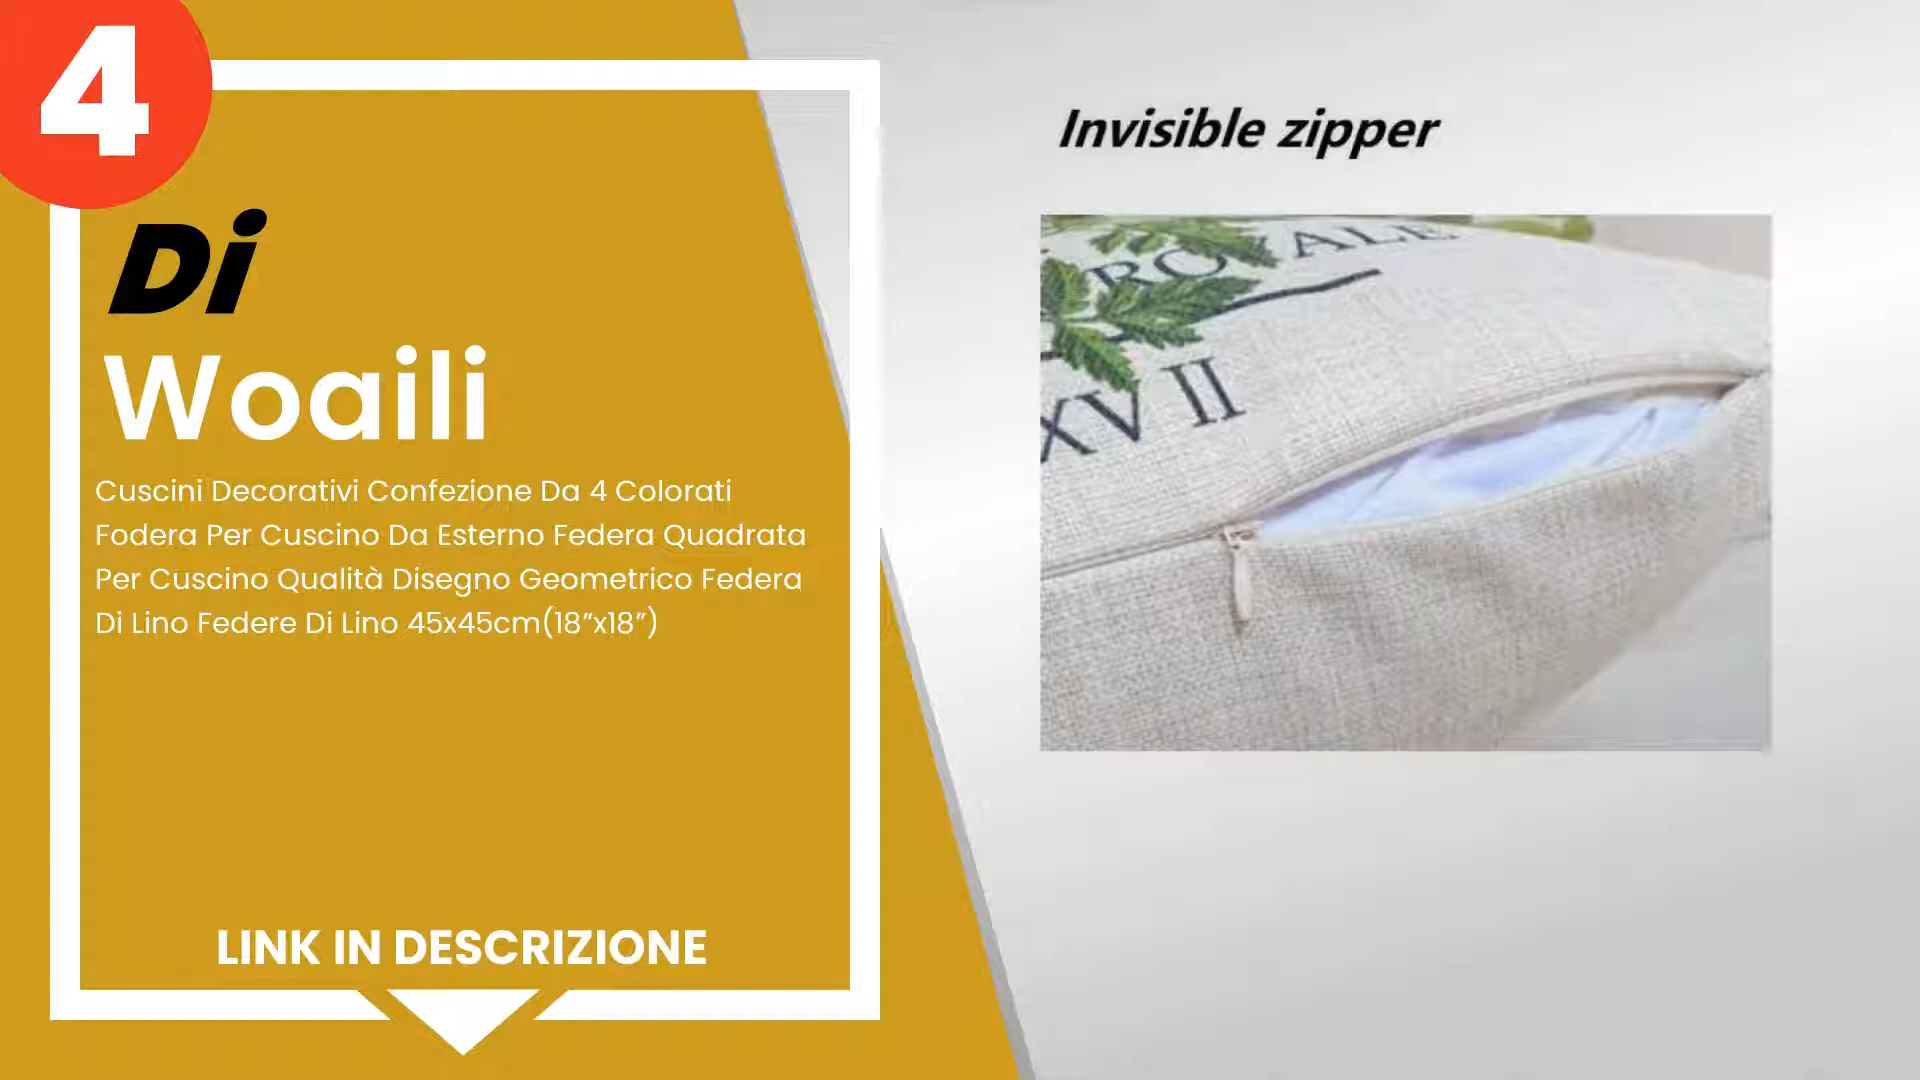 4
Di
Woaili
Cuscini Decorativi Confezione Da 4 Colorati
Fodera Per Cuscino Da Esterno Federa Quadrata
Per Cuscino Qualità Disegno Geometrico Federa
Di Lino Federe Di Lino 45x45cm(18”x18”)
LINK IN DESCRIZIONE
Invisible zipper
XVII